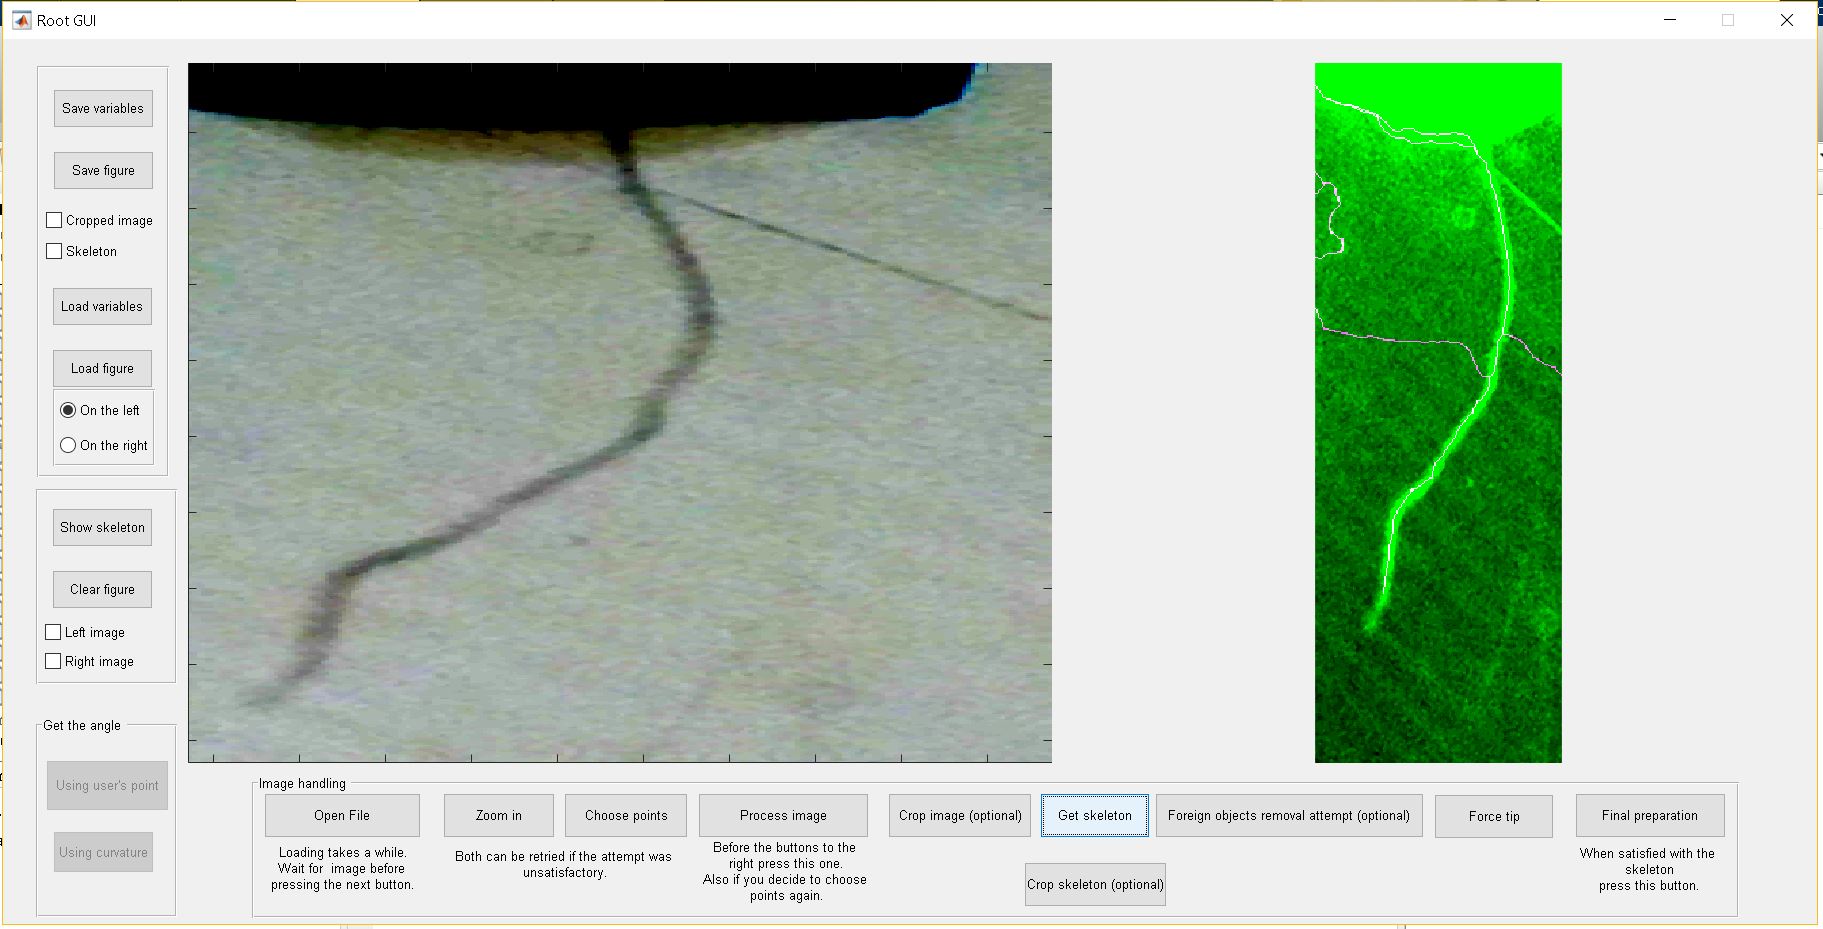 Root GUI
Save variables
Save figure
Cropped image
Skeleton
Load variables
Load figure
On the left
On the right
Show skeleton
Clear figure
Left image
Right image
Get the angle
Using user's point
Using curvature
Image handling
Open File
Zoom in
Choose points
Process image
Crop image (optional)
Get skeleton
Foreign objects removal attempt (optional)
Force tip
Final preparation
Loading takes a while.
Wait for image before
pressing the next button.
Both can be retried if the attempt was
unsatisfactory.
Before the buttons to the
right press this one.
Also if you decide to choose
points again.
Crop skeleton (optional)
When satisfied with the
skeleton
press this button.